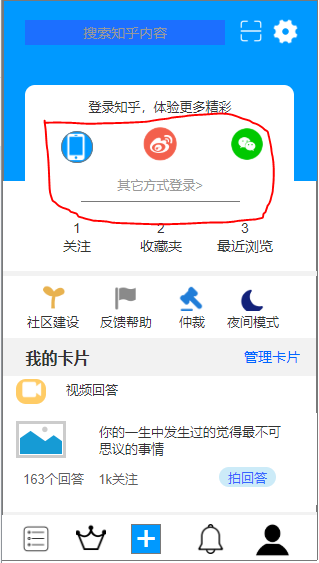 搜索知乎内容
登录知乎，体验更多精彩
其它方式登录>
1 2 3
关注 收藏夹 最近浏览
社区建设 反馈帮助 仲裁 夜间模式
我的卡片 管理卡片
视频回答
你的一生中发生过的觉得最不可
思议的事情
163个回答 1k关注 拍回答